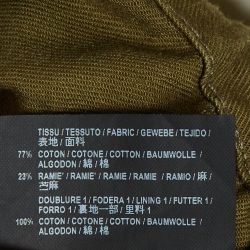 TISSU / TESSUTO / FABRIC / GEWEBE / TEJIDO /
表地 / 面料
77% COTON / COTONE / COTTON / BAUMWOLLE /
ALGODON / 綿 / 棉
23% RAMIE / RAMIE' / RAMIE / RAMIE / RAMIO / 麻 /
苎麻
DOUBLURE 1 / FODERA 1 / LINING 1 / FUTTER 1 /
FORRO 1 / 裏地一部 / 里料 1
100% COTON / COTONE / COTTON / BAUMWOLLE /
ALGODON / 綿 / 棉